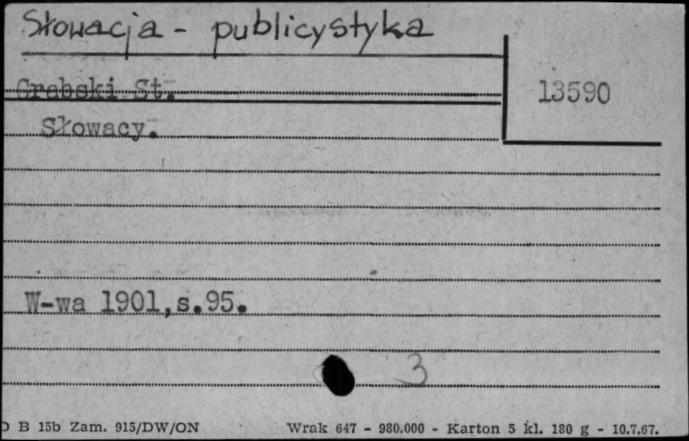 Słowacja - publicystyka
Grabski St.
13590
Słowacy.
W-wa 1901,s.95.
3
D B 15b Zam. 915/DW/ON Wrak 647 - 980.000 - Karton 5 kl. 180 g - 10.7.67.